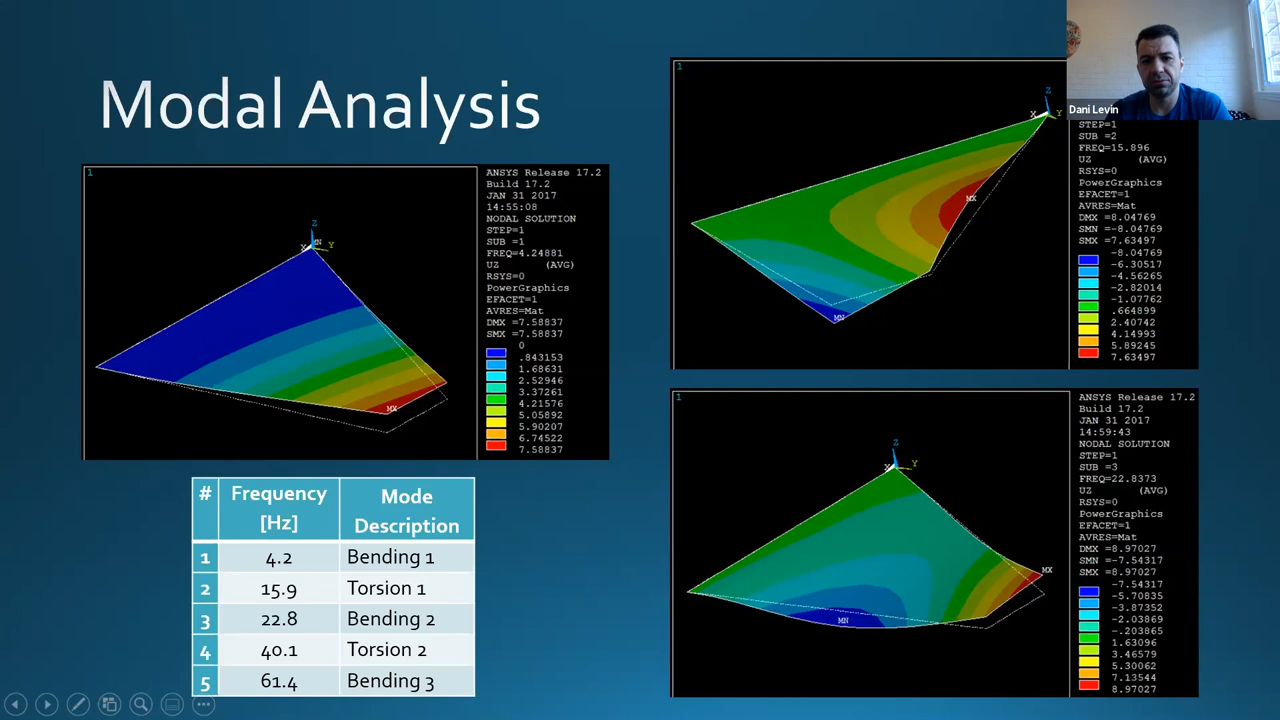 Modal Analysis
Dani Levin
1
ANSYS Release 17.2
Build 17.2
JAN 31 2017
14:55:08
NODAL SOLUTION
STEP=1
SUB =1
FREQ=4.24881
UZ (AVG)
RSYS=0
PowerGraphics
EFACET=1
AVRES=Mat
DMX =7.58837
SMX =7.58837
0
.843153
1.68631
2.52946
3.37261
4.21576
5.05892
5.90207
6.74522
7.58837
Z
MN
X
Y
MX
# Frequency [Hz] Mode Description
1 4.2 Bending 1
2 15.9 Torsion 1
3 22.8 Bending 2
4 40.1 Torsion 2
5 61.4 Bending 3
1
Z
X
Y
MX
MN
STEP=1
SUB =2
FREQ=15.896
UZ (AVG)
RSYS=0
PowerGraphics
EFACET=1
AVRES=Mat
DMX =8.04769
SMN =-8.04769
SMX =7.63497
-8.04769
-6.30517
-4.56265
-2.82014
-1.07762
.664899
2.40742
4.14993
5.89245
7.63497
1
Z
X
Y
MX
MN
ANSYS Release 17.2
Build 17.2
JAN 31 2017
14:59:43
NODAL SOLUTION
STEP=1
SUB =3
FREQ=22.8373
UZ (AVG)
RSYS=0
PowerGraphics
EFACET=1
AVRES=Mat
DMX =8.97027
SMN =-7.54317
SMX =8.97027
-7.54317
-5.70835
-3.87352
-2.03869
-.203865
1.63096
3.46579
5.30062
7.13544
8.97027